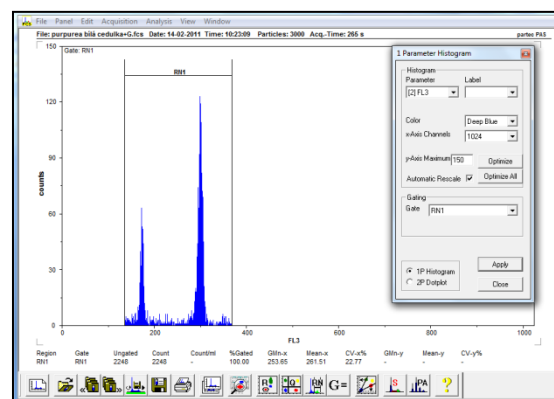 File Panel Edit Acquisition Analysis View Window
File: purpurea bilá cedulka+G.fcs Date: 14-02-2011 Time: 10:23:09 Particles: 3000 Acq.-Time: 265 s partec PAS
Gate: RN1
RN1
150
120
90
60
30
0
counts
0 200 400 600 800 1000
FL3
Region Gate Ungated Count Count/ml %Gated GMn-x Mean-x CV-x% GMn-y Mean-y CV-y%
RN1 RN1 2248 2248 - 100.00 253.65 261.51 22.77 - - -
1 Parameter Histogram
Histogram
Parameter Label
[2] FL3
Color Deep Blue
x-Axis Channels 1024
y-Axis Maximum 150 Optimize
Automatic Rescale Optimize All
Gating
Gate RN1
1P Histogram Apply
2P Dotplot Close
R Q RN G= S PA ?